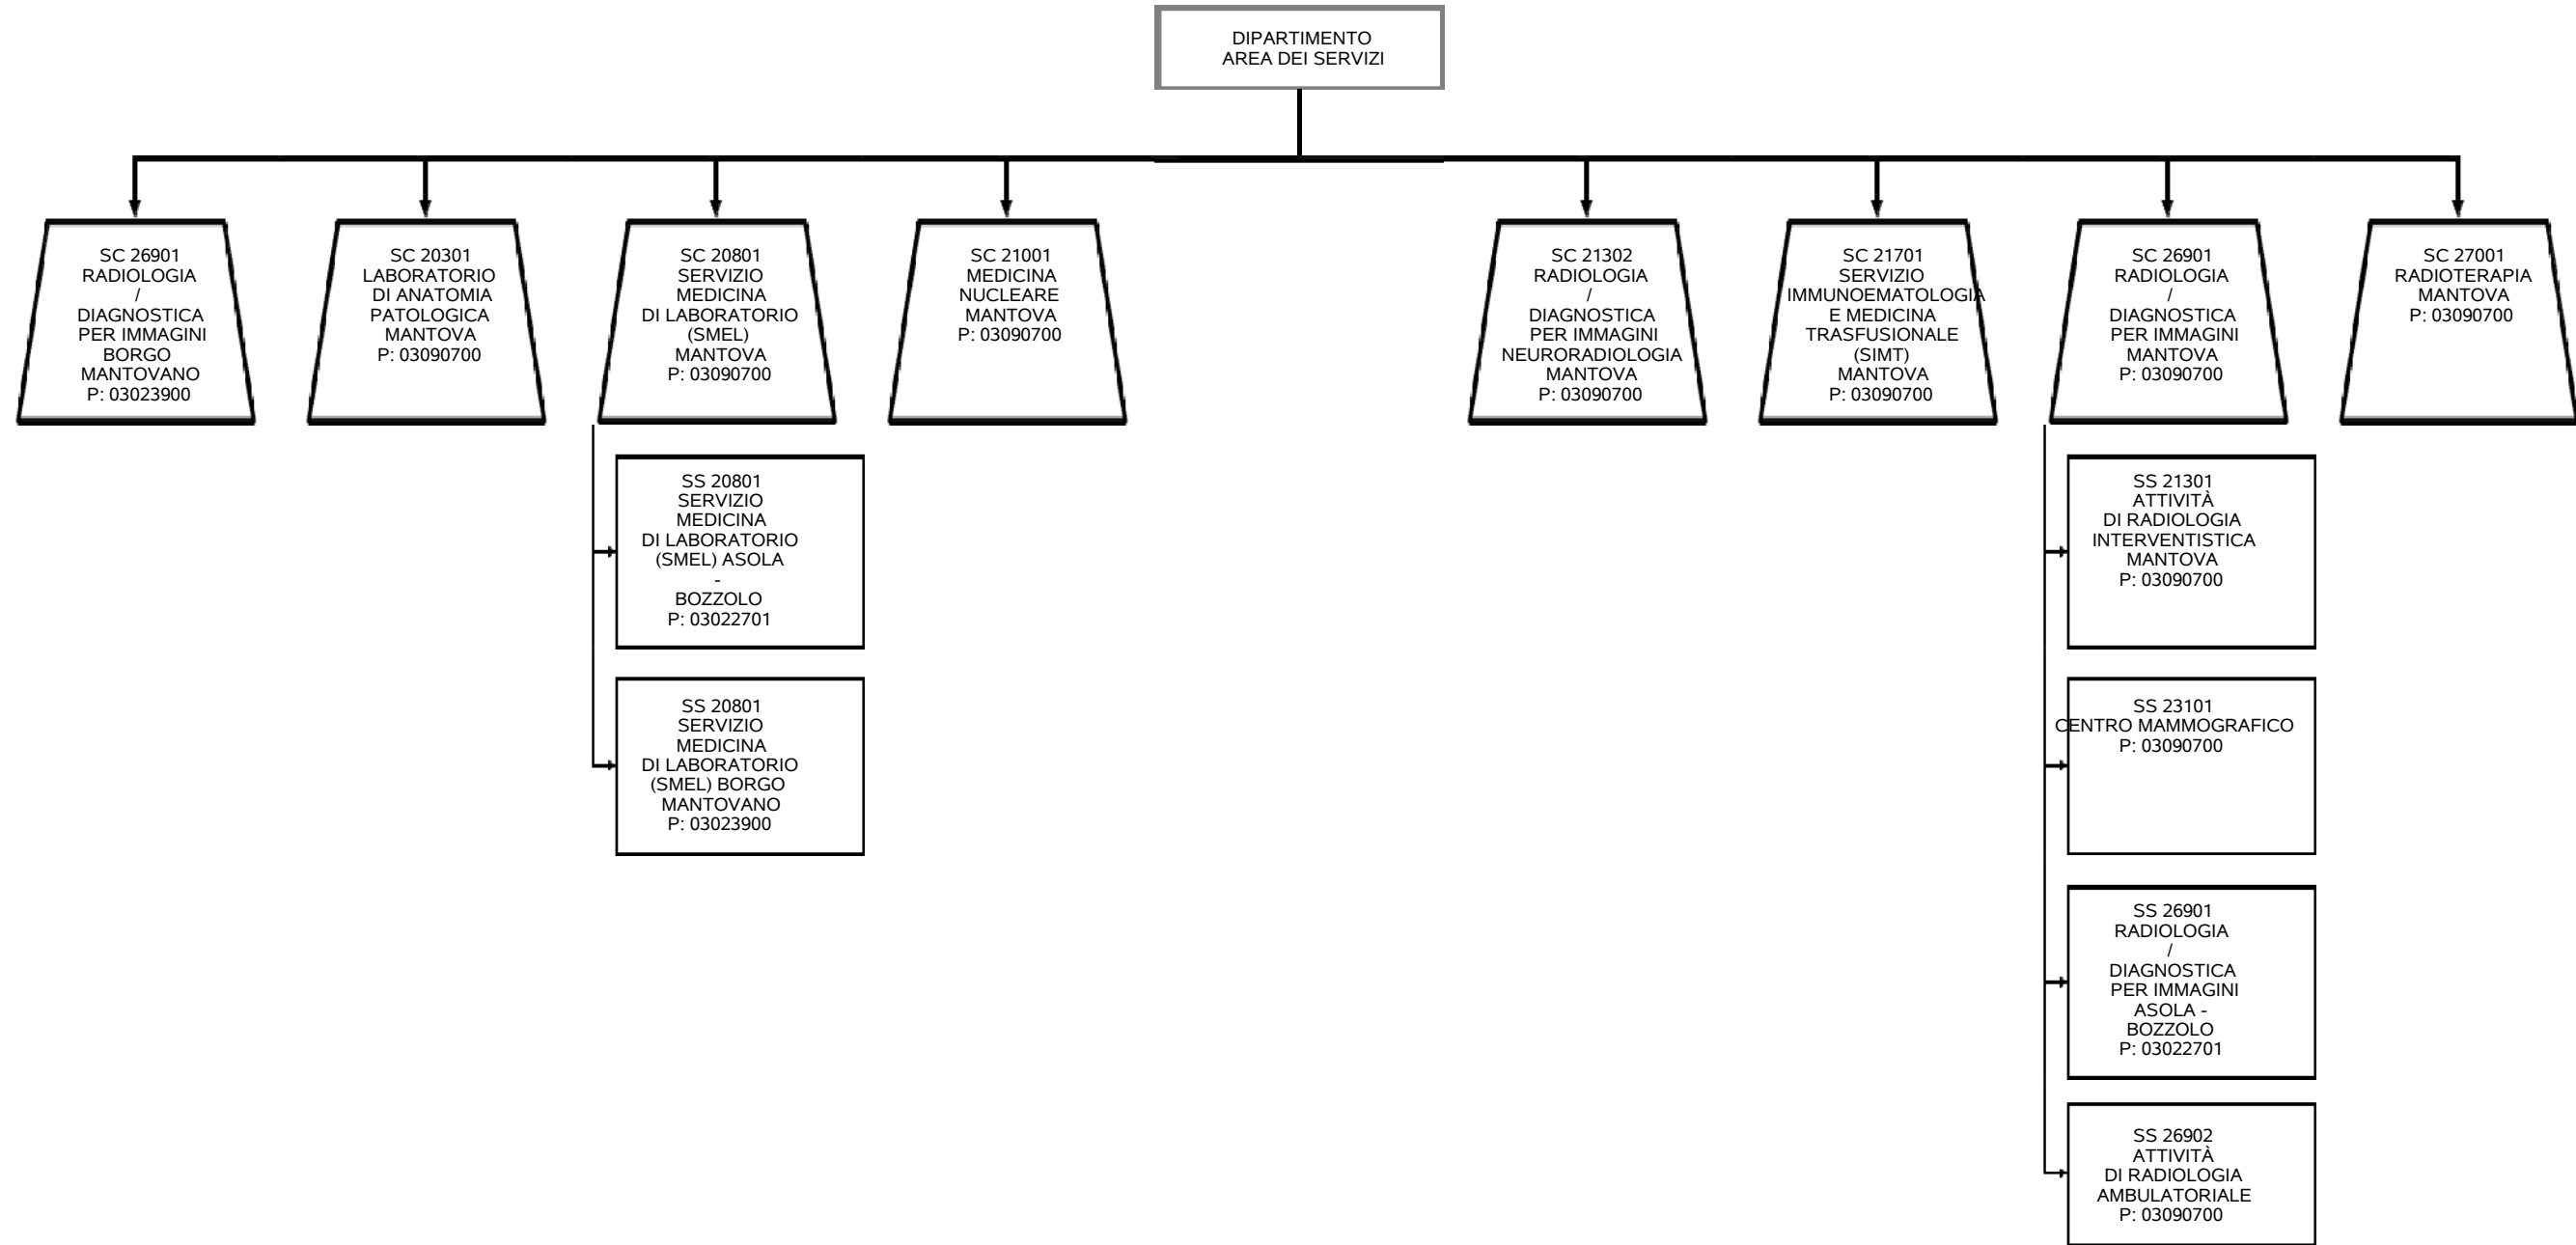 DIPARTIMENTO
AREA DEI SERVIZI
SC 26901
RADIOLOGIA
/
DIAGNOSTICA
PER IMMAGINI
BORGO
MANTOVANO
P: 03023900
SC 20301
LABORATORIO
DI ANATOMIA
PATOLOGICA
MANTOVA
P: 03090700
SC 20801
SERVIZIO
MEDICINA
DI LABORATORIO
(SMEL)
MANTOVA
P: 03090700
SC 21001
MEDICINA
NUCLEARE
MANTOVA
P: 03090700
SC 21302
RADIOLOGIA
/
DIAGNOSTICA
PER IMMAGINI
NEURORADIOLOGIA
MANTOVA
P: 03090700
SC 21701
SERVIZIO
IMMUNOEMATOLOGIA
E MEDICINA
TRASFUSIONALE
(SIMT)
MANTOVA
P: 03090700
SC 26901
RADIOLOGIA
/
DIAGNOSTICA
PER IMMAGINI
MANTOVA
P: 03090700
SC 27001
RADIOTERAPIA
MANTOVA
P: 03090700
SS 20801
SERVIZIO
MEDICINA
DI LABORATORIO
(SMEL) ASOLA
-
BOZZOLO
P: 03022701
SS 20801
SERVIZIO
MEDICINA
DI LABORATORIO
(SMEL) BORGO
MANTOVANO
P: 03023900
SS 21301
ATTIVITÀ
DI RADIOLOGIA
INTERVENTISTICA
MANTOVA
P: 03090700
SS 23101
CENTRO MAMMOGRAFICO
P: 03090700
SS 26901
RADIOLOGIA
/
DIAGNOSTICA
PER IMMAGINI
ASOLA -
BOZZOLO
P: 03022701
SS 26902
ATTIVITÀ
DI RADIOLOGIA
AMBULATORIALE
P: 03090700